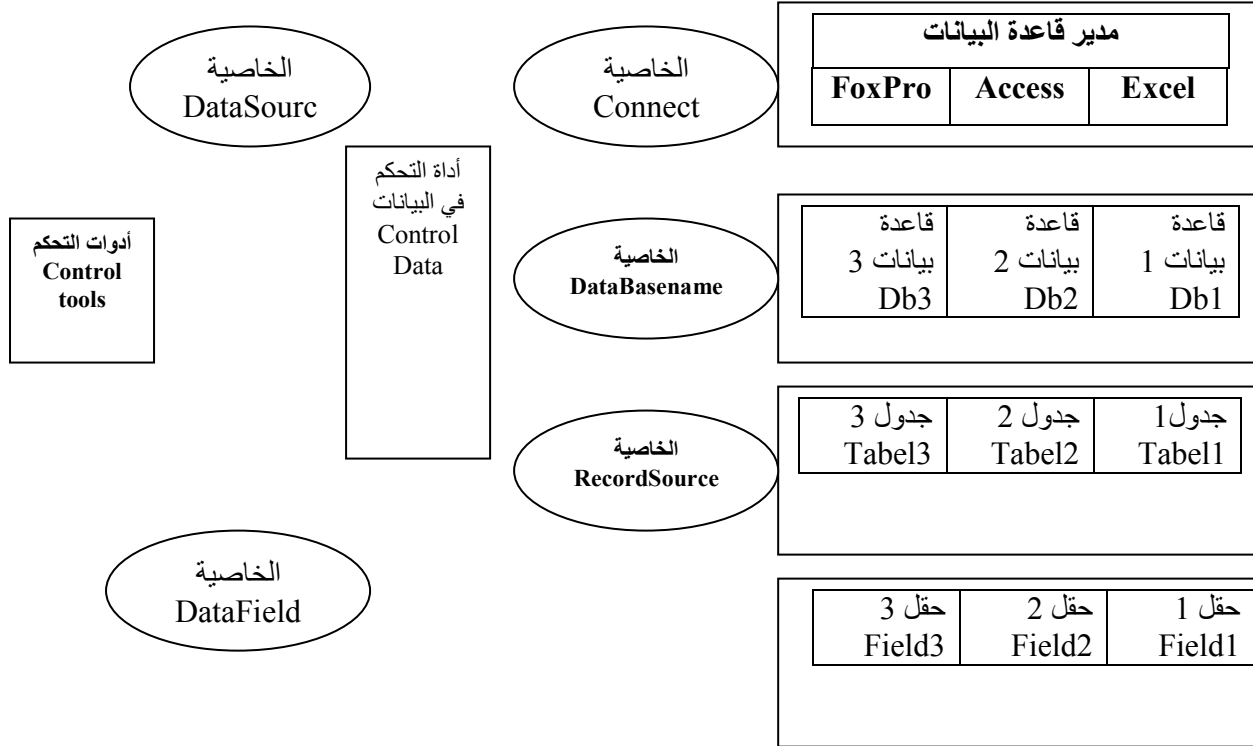 الخاصية
DataSourc
الخاصية
Connect
مدير قاعدة البيانات
FoxPro Access Excel
أداة التحكم
في البيانات
Control
Data
أدوات التحكم
Control
tools
الخاصية
DataBasename
قاعدة قاعدة قاعدة
بيانات 1 بيانات 2 بيانات 3
Db3 Db2 Db1
الخاصية
RecordSource
جدول1 جدول 2 جدول 3
Tabel3 Tabel2 Tabel1
الخاصية
DataField
حقل 1 حقل 2 حقل 3
Field3 Field2 Field1